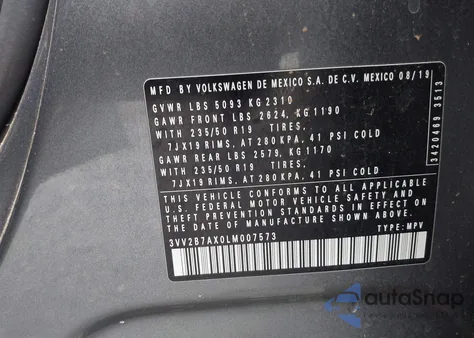 MFD BY VOLKSWAGEN DE MEXICO S.A. DE C.V. MEXICO 08/19
GVWR LBS 5093 KG 2310
GAWR FRONT LBS 2624, KG 1190
WITH 235/50 R19 TIRES,
7JX19 RIMS, AT 280 KPA, 41 PSI COLD
GAWR REAR LBS 2579, KG 1170
WITH 235/50 R19 TIRES,
7JX19 RIMS, AT 280 KPA, 41 PSI COLD
THIS VEHICLE CONFORMS TO ALL APPLICABLE
U.S. FEDERAL MOTOR VEHICLE SAFETY AND
THEFT PREVENTION STANDARDS IN EFFECT ON
THE DATE OF MANUFACTURE SHOWN ABOVE.
3VV2B7AX0LM007573 TYPE: MPV
3420469 3513
autoSnap